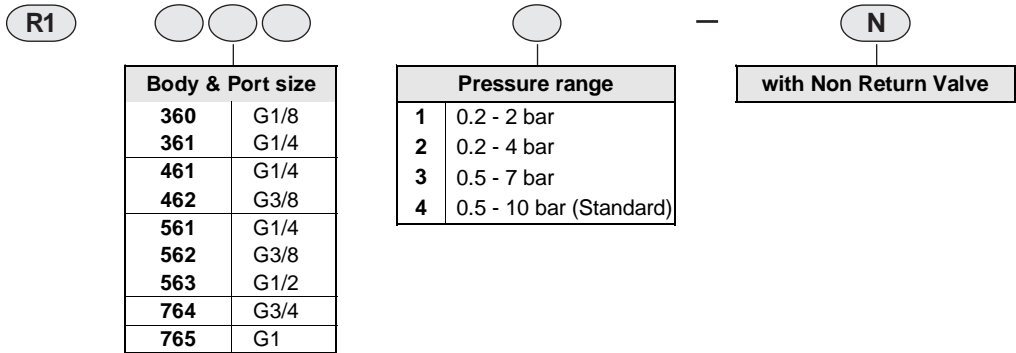 R1 – N
Body & Port size
360 G1/8
361 G1/4
461 G1/4
462 G3/8
561 G1/4
562 G3/8
563 G1/2
764 G3/4
765 G1
Pressure range
1 0.2 - 2 bar
2 0.2 - 4 bar
3 0.5 - 7 bar
4 0.5 - 10 bar (Standard)
with Non Return Valve